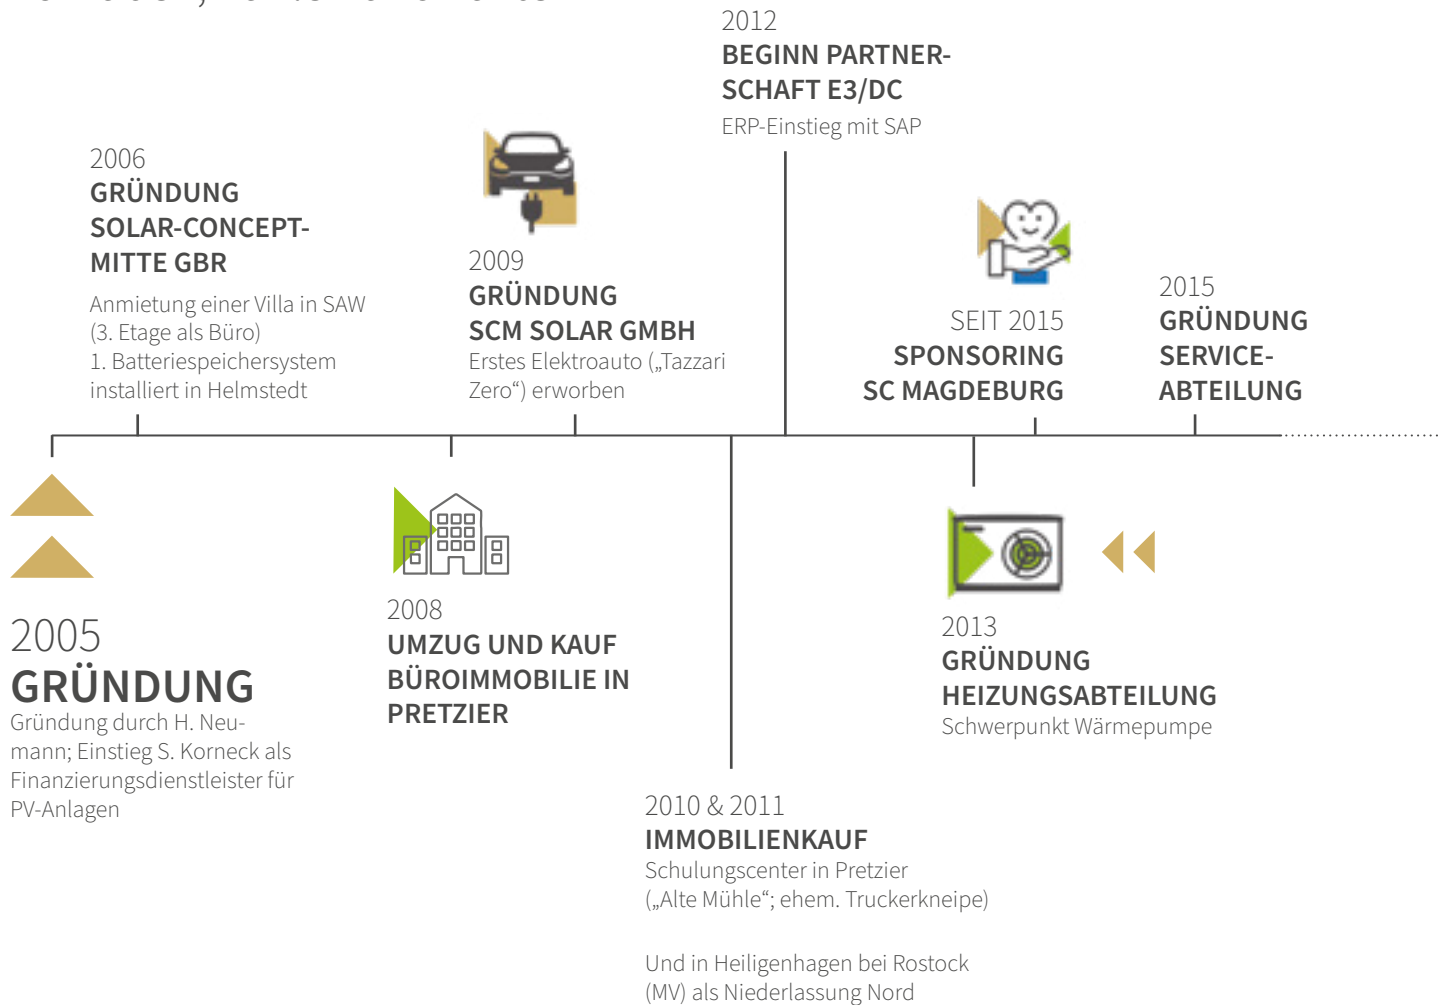 2012
BEGINN PARTNER-
SCHAFT E3/DC
ERP-Einstieg mit SAP
2006
GRÜNDUNG
SOLAR-CONCEPT-
MITTE GBR
Anmietung einer Villa in SAW
(3. Etage als Büro)
1. Batteriespeichersystem
installiert in Helmstedt
2009
GRÜNDUNG
SCM SOLAR GMBH
Erstes Elektroauto („Tazzari
Zero“) erworben
SEIT 2015
SPONSORING
SC MAGDEBURG
2015
GRÜNDUNG
SERVICE-
ABTEILUNG
2005
GRÜNDUNG
Gründung durch H. Neu-
mann; Einstieg S. Korneck als
Finanzierungsdienstleister für
PV-Anlagen
2008
UMZUG UND KAUF
BÜROIMMOBILIE IN
PRETZIER
2010 & 2011
IMMOBILIENKAUF
Schulungscenter in Pretzier
(„Alte Mühle“; ehem. Truckerkneipe)
Und in Heiligenhagen bei Rostock
(MV) als Niederlassung Nord
2013
GRÜNDUNG
HEIZUNGSABTEILUNG
Schwerpunkt Wärmepumpe